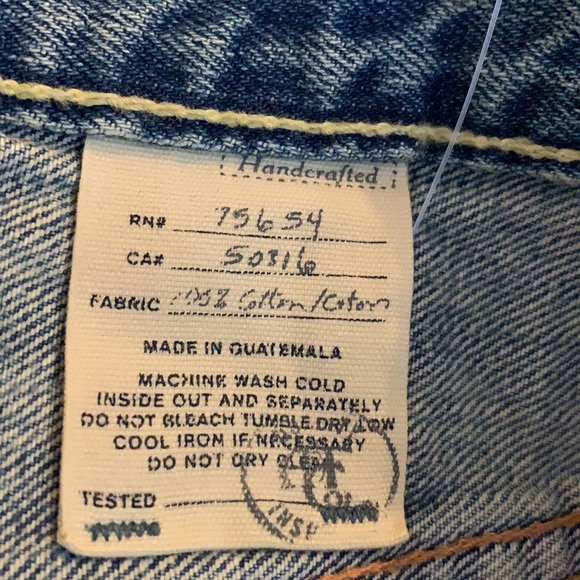 Handcrafted
RN# 75654
CA# 50316
FABRIC 100% Cotton/Coton
MADE IN GUATEMALA
MACHINE WASH COLD
INSIDE OUT AND SEPARATELY
DO NOT BLEACH TUMBLE DRY LOW
COOL IRON IF NECESSARY
DO NOT DRY CLEAN
TESTED
INSP